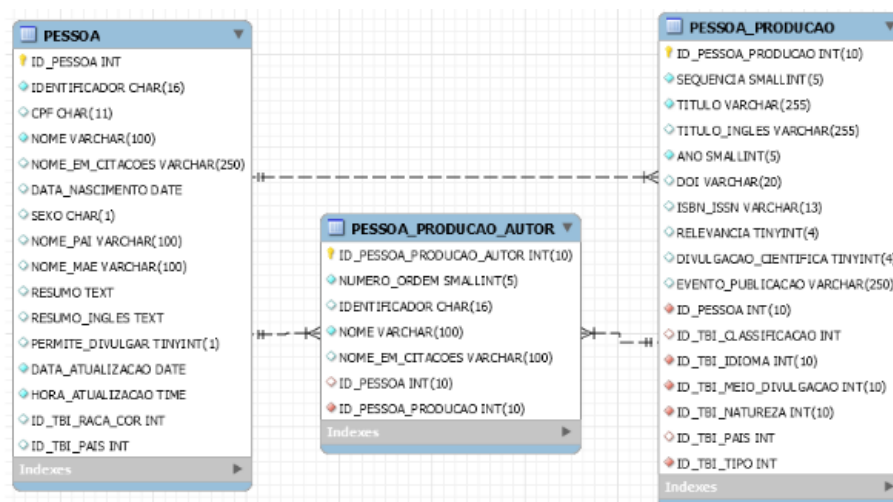 PESSOA
ID_PESSOA INT
IDENTIFICADOR CHAR(16)
CPF CHAR(11)
NOME VARCHAR(100)
NOME_EM_CITACOES VARCHAR(250)
DATA_NASCIMENTO DATE
SEXO CHAR(1)
NOME_PAI VARCHAR(100)
NOME_MAE VARCHAR(100)
RESUMO TEXT
RESUMO_INGLES TEXT
PERMITE_DIVULGAR TINYINT(1)
DATA_ATUALIZACAO DATE
HORA_ATUALIZACAO TIME
ID_TBI_RACA_COR INT
ID_TBI_PAIS INT
Indexes
PESSOA_PRODUCAO_AUTOR
ID_PESSOA_PRODUCAO_AUTOR INT(10)
NUMERO_ORDEM SMALLINT(5)
IDENTIFICADOR CHAR(16)
NOME VARCHAR(100)
NOME_EM_CITACOES VARCHAR(100)
ID_PESSOA INT(10)
ID_PESSOA_PRODUCAO INT(10)
Indexes
PESSOA_PRODUCAO
ID_PESSOA_PRODUCAO INT(10)
SEQUENCIA SMALLINT(5)
TITULO VARCHAR(255)
TITULO_INGLES VARCHAR(255)
ANO SMALLINT(5)
DOI VARCHAR(20)
ISBN_ISSN VARCHAR(13)
RELEVANCIA TINYINT(4)
DIVULGACAO_CIENTIFICA TINYINT(4)
EVENTO_PUBLICACAO VARCHAR(250)
ID_PESSOA INT(10)
ID_TBI_CLASSIFICACAO INT
ID_TBI_IDIOMA INT(10)
ID_TBI_MEIO_DIVULGACAO INT(10)
ID_TBI_NATUREZA INT(10)
ID_TBI_PAIS INT
ID_TBI_TIPO INT
Indexes